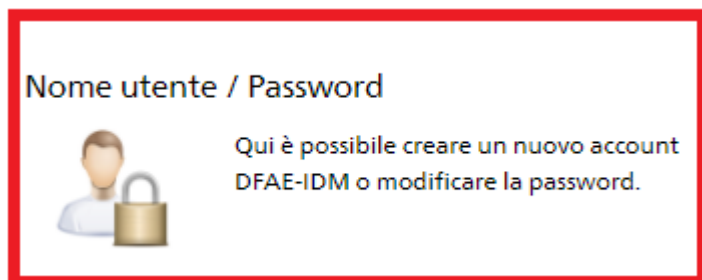 Nome utente / Password
Qui è possibile creare un nuovo account
DFAE-IDM o modificare la password.